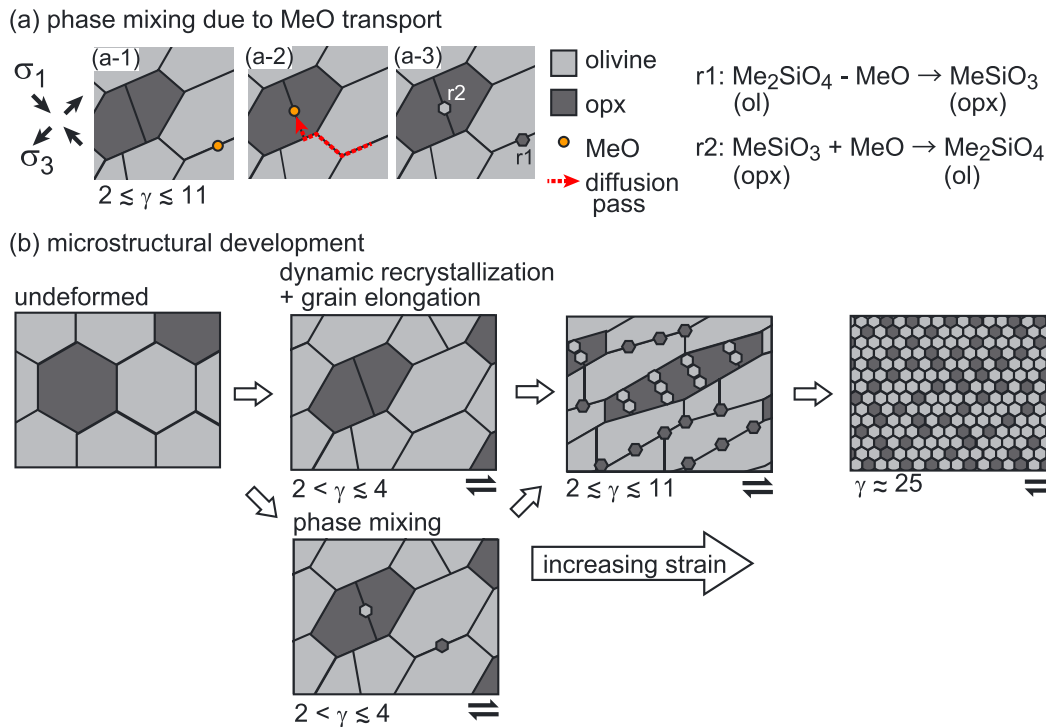 (a) phase mixing due to MeO transport
(a-1)
(a-2)
(a-3)
σ1
σ3
r2
r1
2 ≲ γ ≲ 11
olivine
opx
MeO
diffusion
pass
r1: Me2SiO4 - MeO → MeSiO3
(ol) (opx)
r2: MeSiO3 + MeO → Me2SiO4
(opx) (ol)
(b) microstructural development
undeformed
dynamic recrystallization
+ grain elongation
2 < γ ≲ 4
2 ≲ γ ≲ 11
γ ≈ 25
phase mixing
increasing strain
2 < γ ≲ 4